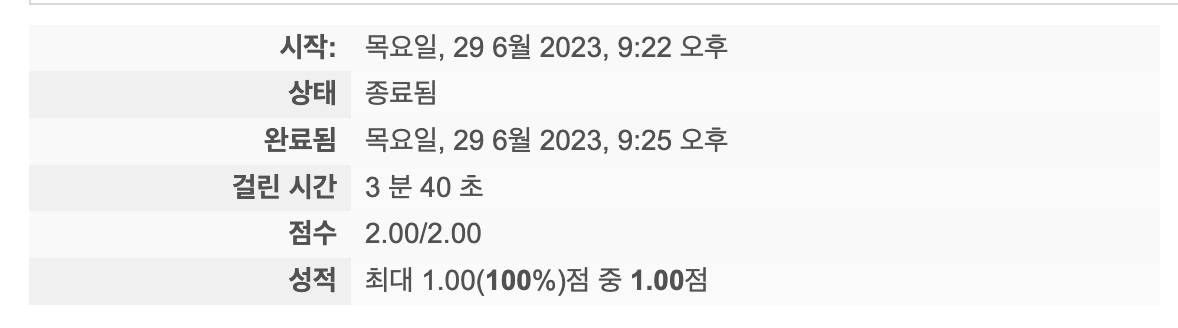 시작: 목요일, 29 6월 2023, 9:22 오후
상태 종료됨
완료됨 목요일, 29 6월 2023, 9:25 오후
걸린 시간 3 분 40 초
점수 2.00/2.00
성적 최대 1.00(100%)점 중 1.00점